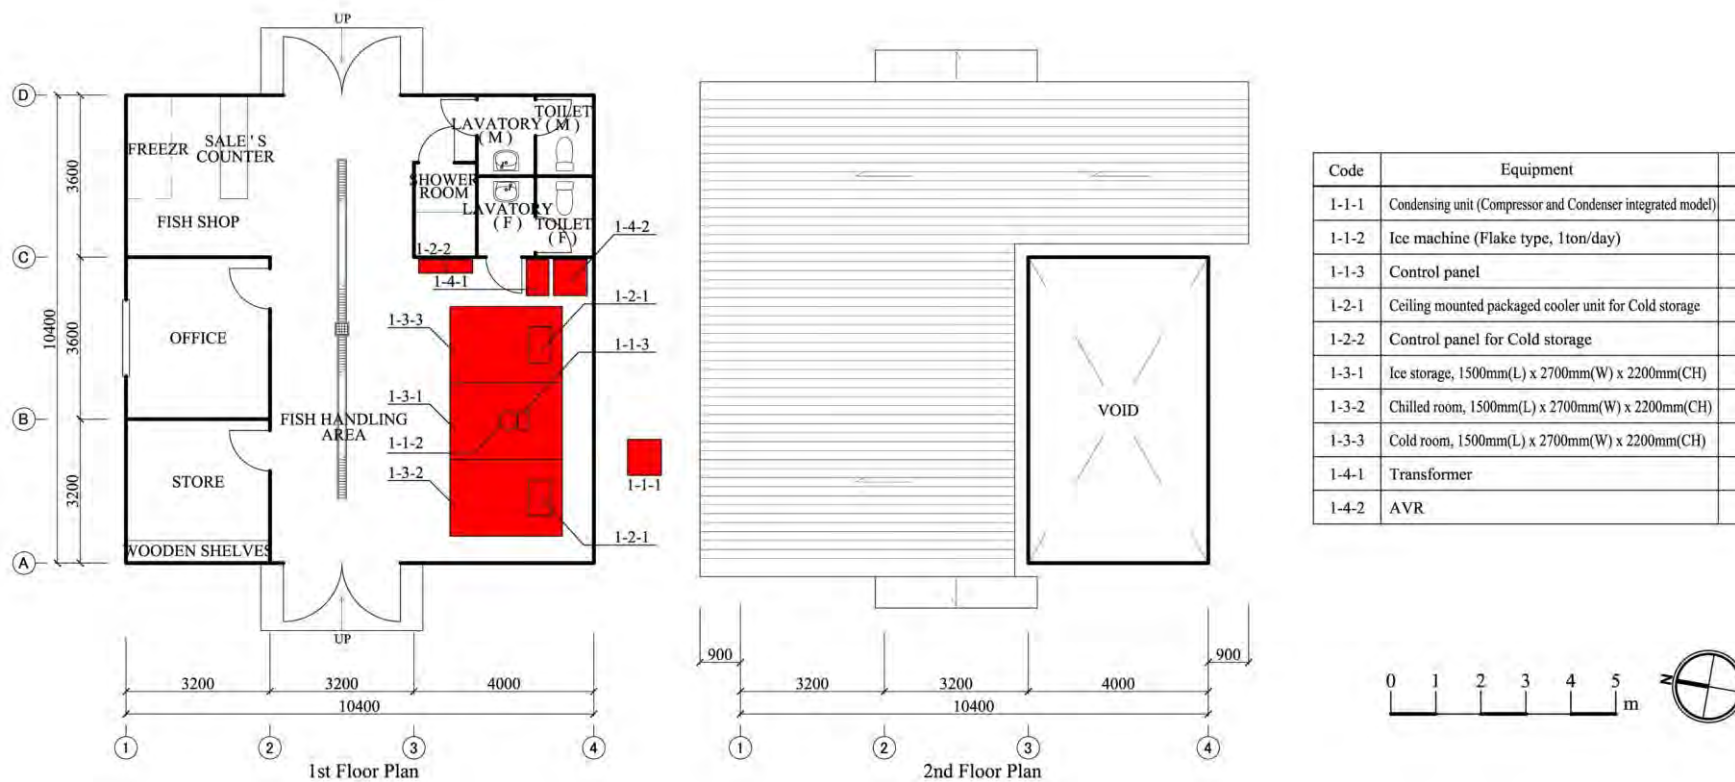 UP
D
FREEZR
SALE'S
COUNTER
LAVATORY
( M )
TOILET
( M )
3600
SHOWER
ROOM
LAVATORY
( F )
TOILET
( F )
FISH SHOP
1-4-2
C
1-2-2
1-4-1
1-2-1
1-3-3
10400
3600
OFFICE
1-1-3
1-3-1
B
FISH HANDLING
AREA
1-1-2
1-3-2
1-1-1
3200
STORE
1-2-1
WOODEN SHELVES
A
UP
3200
3200
4000
10400
1
2
3
4
1st Floor Plan
VOID
900
900
3200
3200
4000
10400
1
2
3
4
2nd Floor Plan
Code Equipment
1-1-1 Condensing unit (Compressor and Condenser integrated model)
1-1-2 Ice machine (Flake type, 1ton/day)
1-1-3 Control panel
1-2-1 Ceiling mounted packaged cooler unit for Cold storage
1-2-2 Control panel for Cold storage
1-3-1 Ice storage, 1500mm(L) x 2700mm(W) x 2200mm(CH)
1-3-2 Chilled room, 1500mm(L) x 2700mm(W) x 2200mm(CH)
1-3-3 Cold room, 1500mm(L) x 2700mm(W) x 2200mm(CH)
1-4-1 Transformer
1-4-2 AVR
0 1 2 3 4 5 m
N